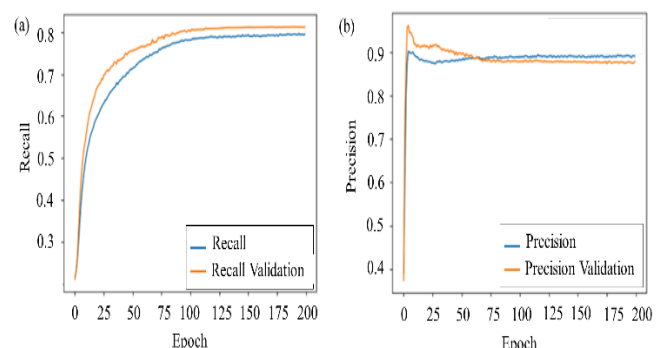 (a)
0.8
0.7
0.6
0.5
0.4
0.3
Recall
Recall
Recall Validation
0 25 50 75 100 125 150 175 200
Epoch
(b)
0.9
0.8
0.7
0.6
0.5
0.4
Precision
Precision
Precision Validation
0 25 50 75 100 125 150 175 200
Epoch